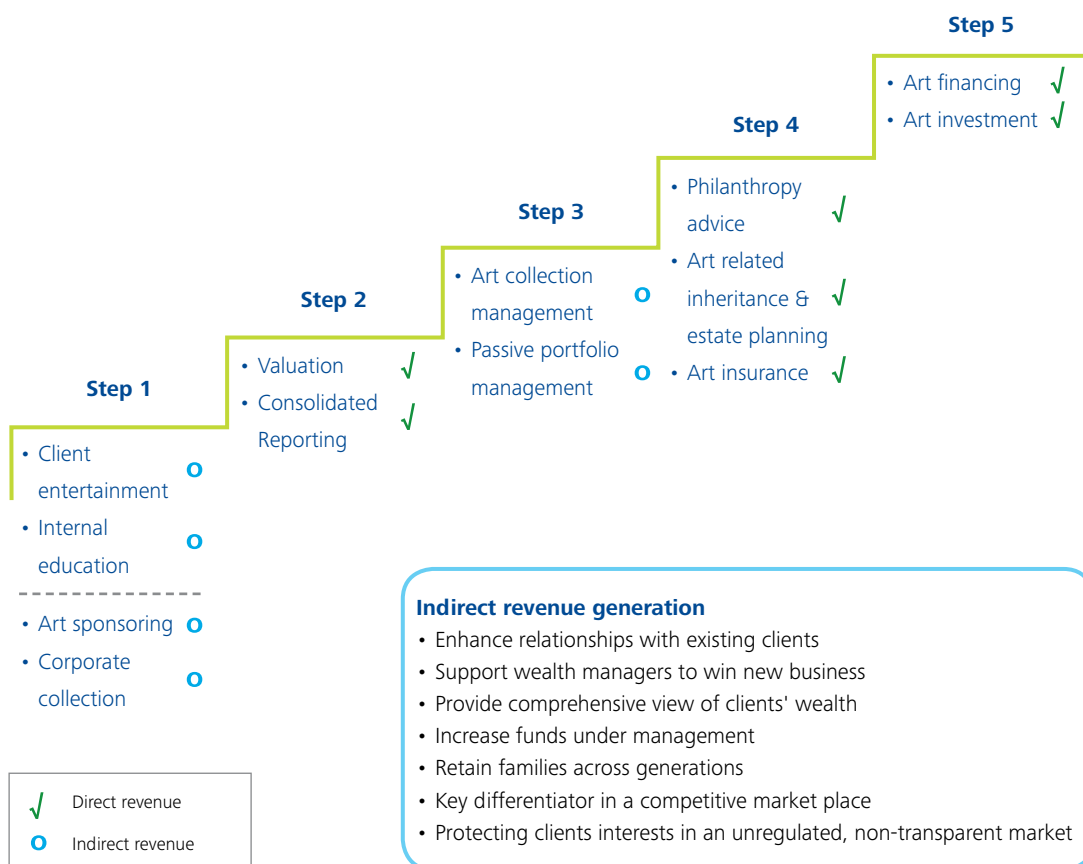 Step 1
• Client
entertainment O
• Internal
education O
• Art sponsoring O
• Corporate
collection O
Step 2
• Valuation √
• Consolidated
Reporting √
Step 3
• Art collection
management O
• Passive portfolio
management O
Step 4
• Philanthropy
advice √
• Art related
inheritance & √
estate planning
• Art insurance √
Step 5
• Art financing √
• Art investment √
Indirect revenue generation
• Enhance relationships with existing clients
• Support wealth managers to win new business
• Provide comprehensive view of clients' wealth
• Increase funds under management
• Retain families across generations
• Key differentiator in a competitive market place
• Protecting clients interests in an unregulated, non-transparent market
√ Direct revenue
O Indirect revenue